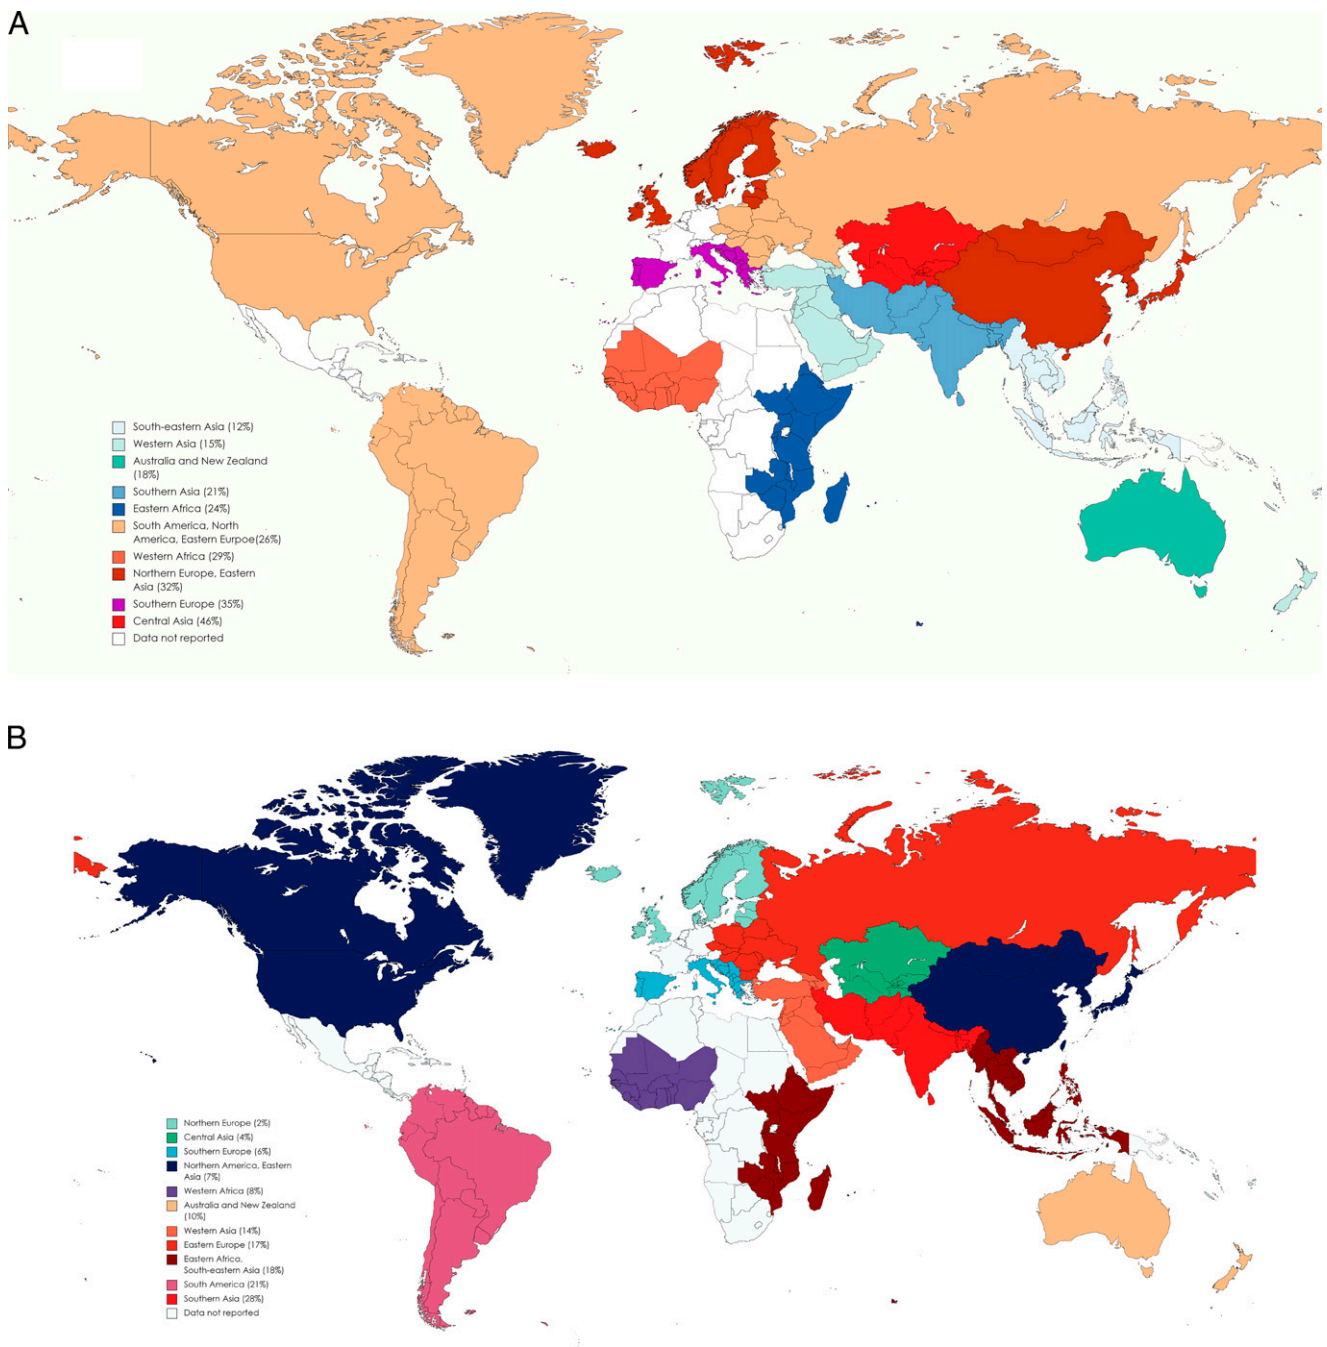 A
South-eastern Asia (12%)
Western Asia (15%)
Australia and New Zealand
(18%)
Southern Asia (21%)
Eastern Africa (24%)
South America, North
America, Eastern Eurpoe(26%)
Western Africa (29%)
Northern Europe, Eastern
Asia (32%)
Southern Europe (35%)
Central Asia (46%)
Data not reported
B
Northern Europe (2%)
Central Asia (4%)
Southern Europe (6%)
Northern America, Eastern
Asia (7%)
Western Africa (8%)
Australia and New Zealand
(10%)
Western Asia (14%)
Eastern Europe (17%)
Eastern Africa,
South-eastern Asia (18%)
South America (21%)
Southern Asia (28%)
Data not reported